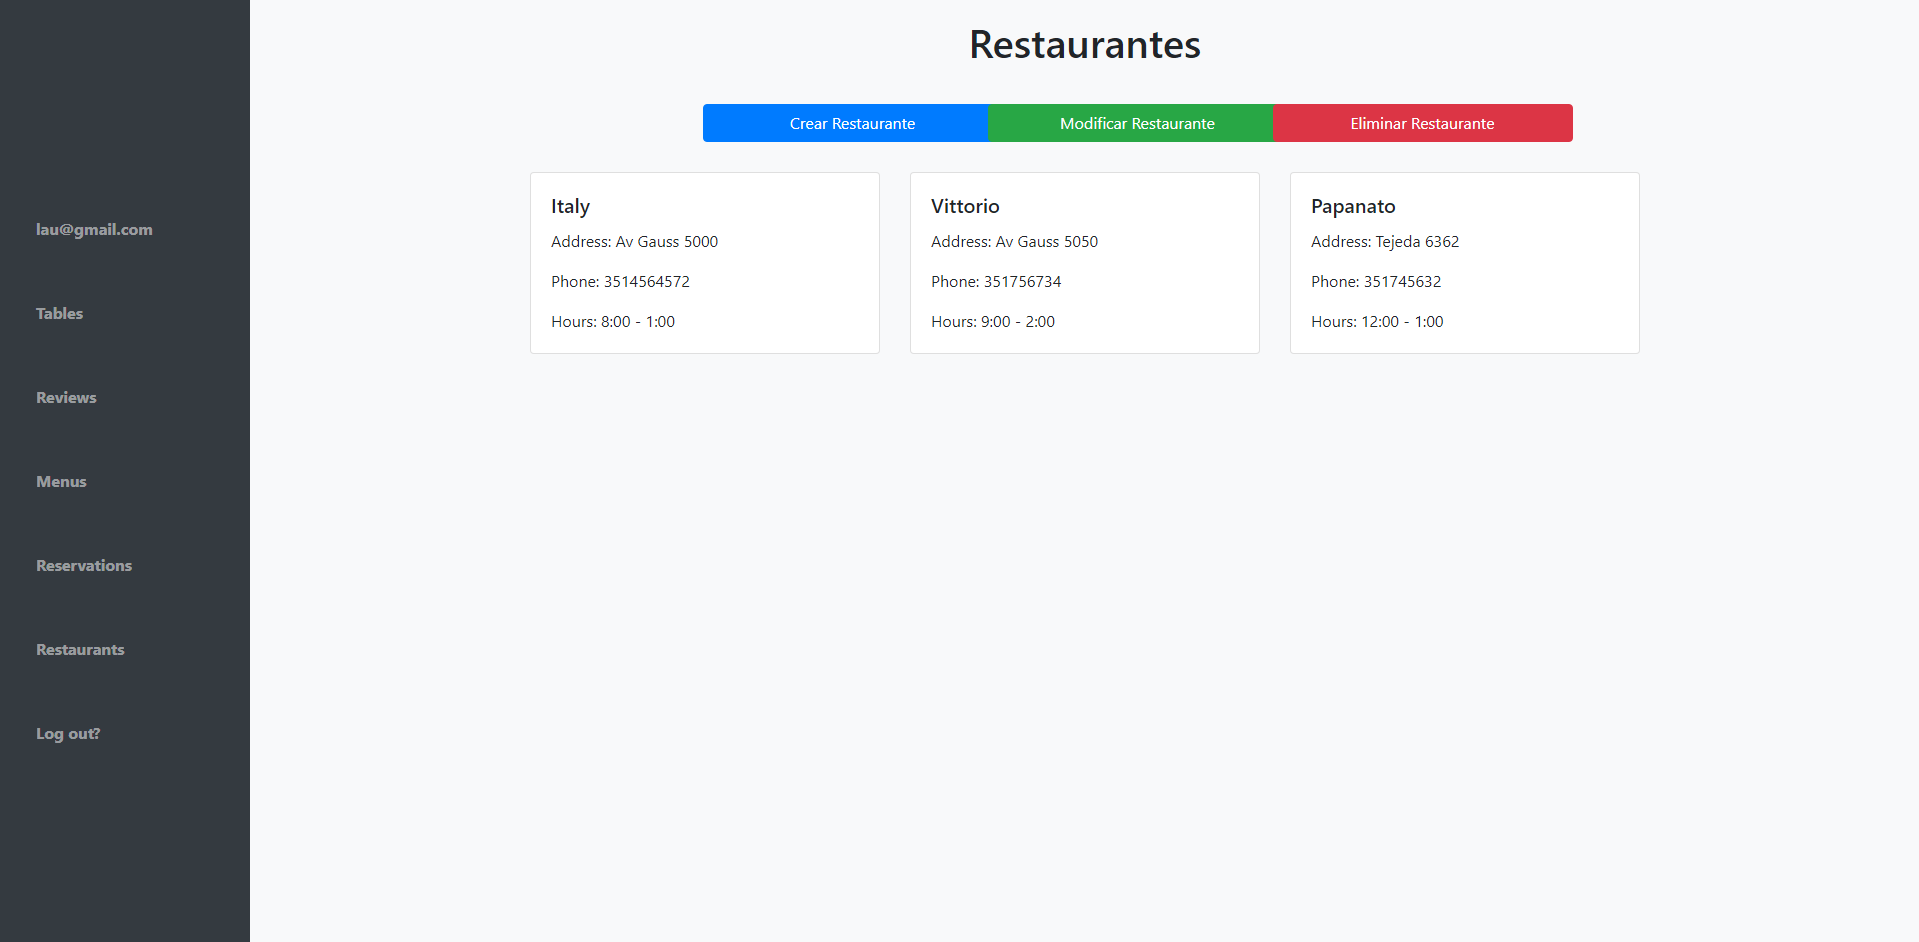 lau@gmail.com
Tables
Reviews
Menus
Reservations
Restaurants
Log out?
Restaurantes
Crear Restaurante
Modificar Restaurante
Eliminar Restaurante
Italy
Address: Av Gauss 5000
Phone: 3514564572
Hours: 8:00 - 1:00
Vittorio
Address: Av Gauss 5050
Phone: 351756734
Hours: 9:00 - 2:00
Papanato
Address: Tejeda 6362
Phone: 351745632
Hours: 12:00 - 1:00